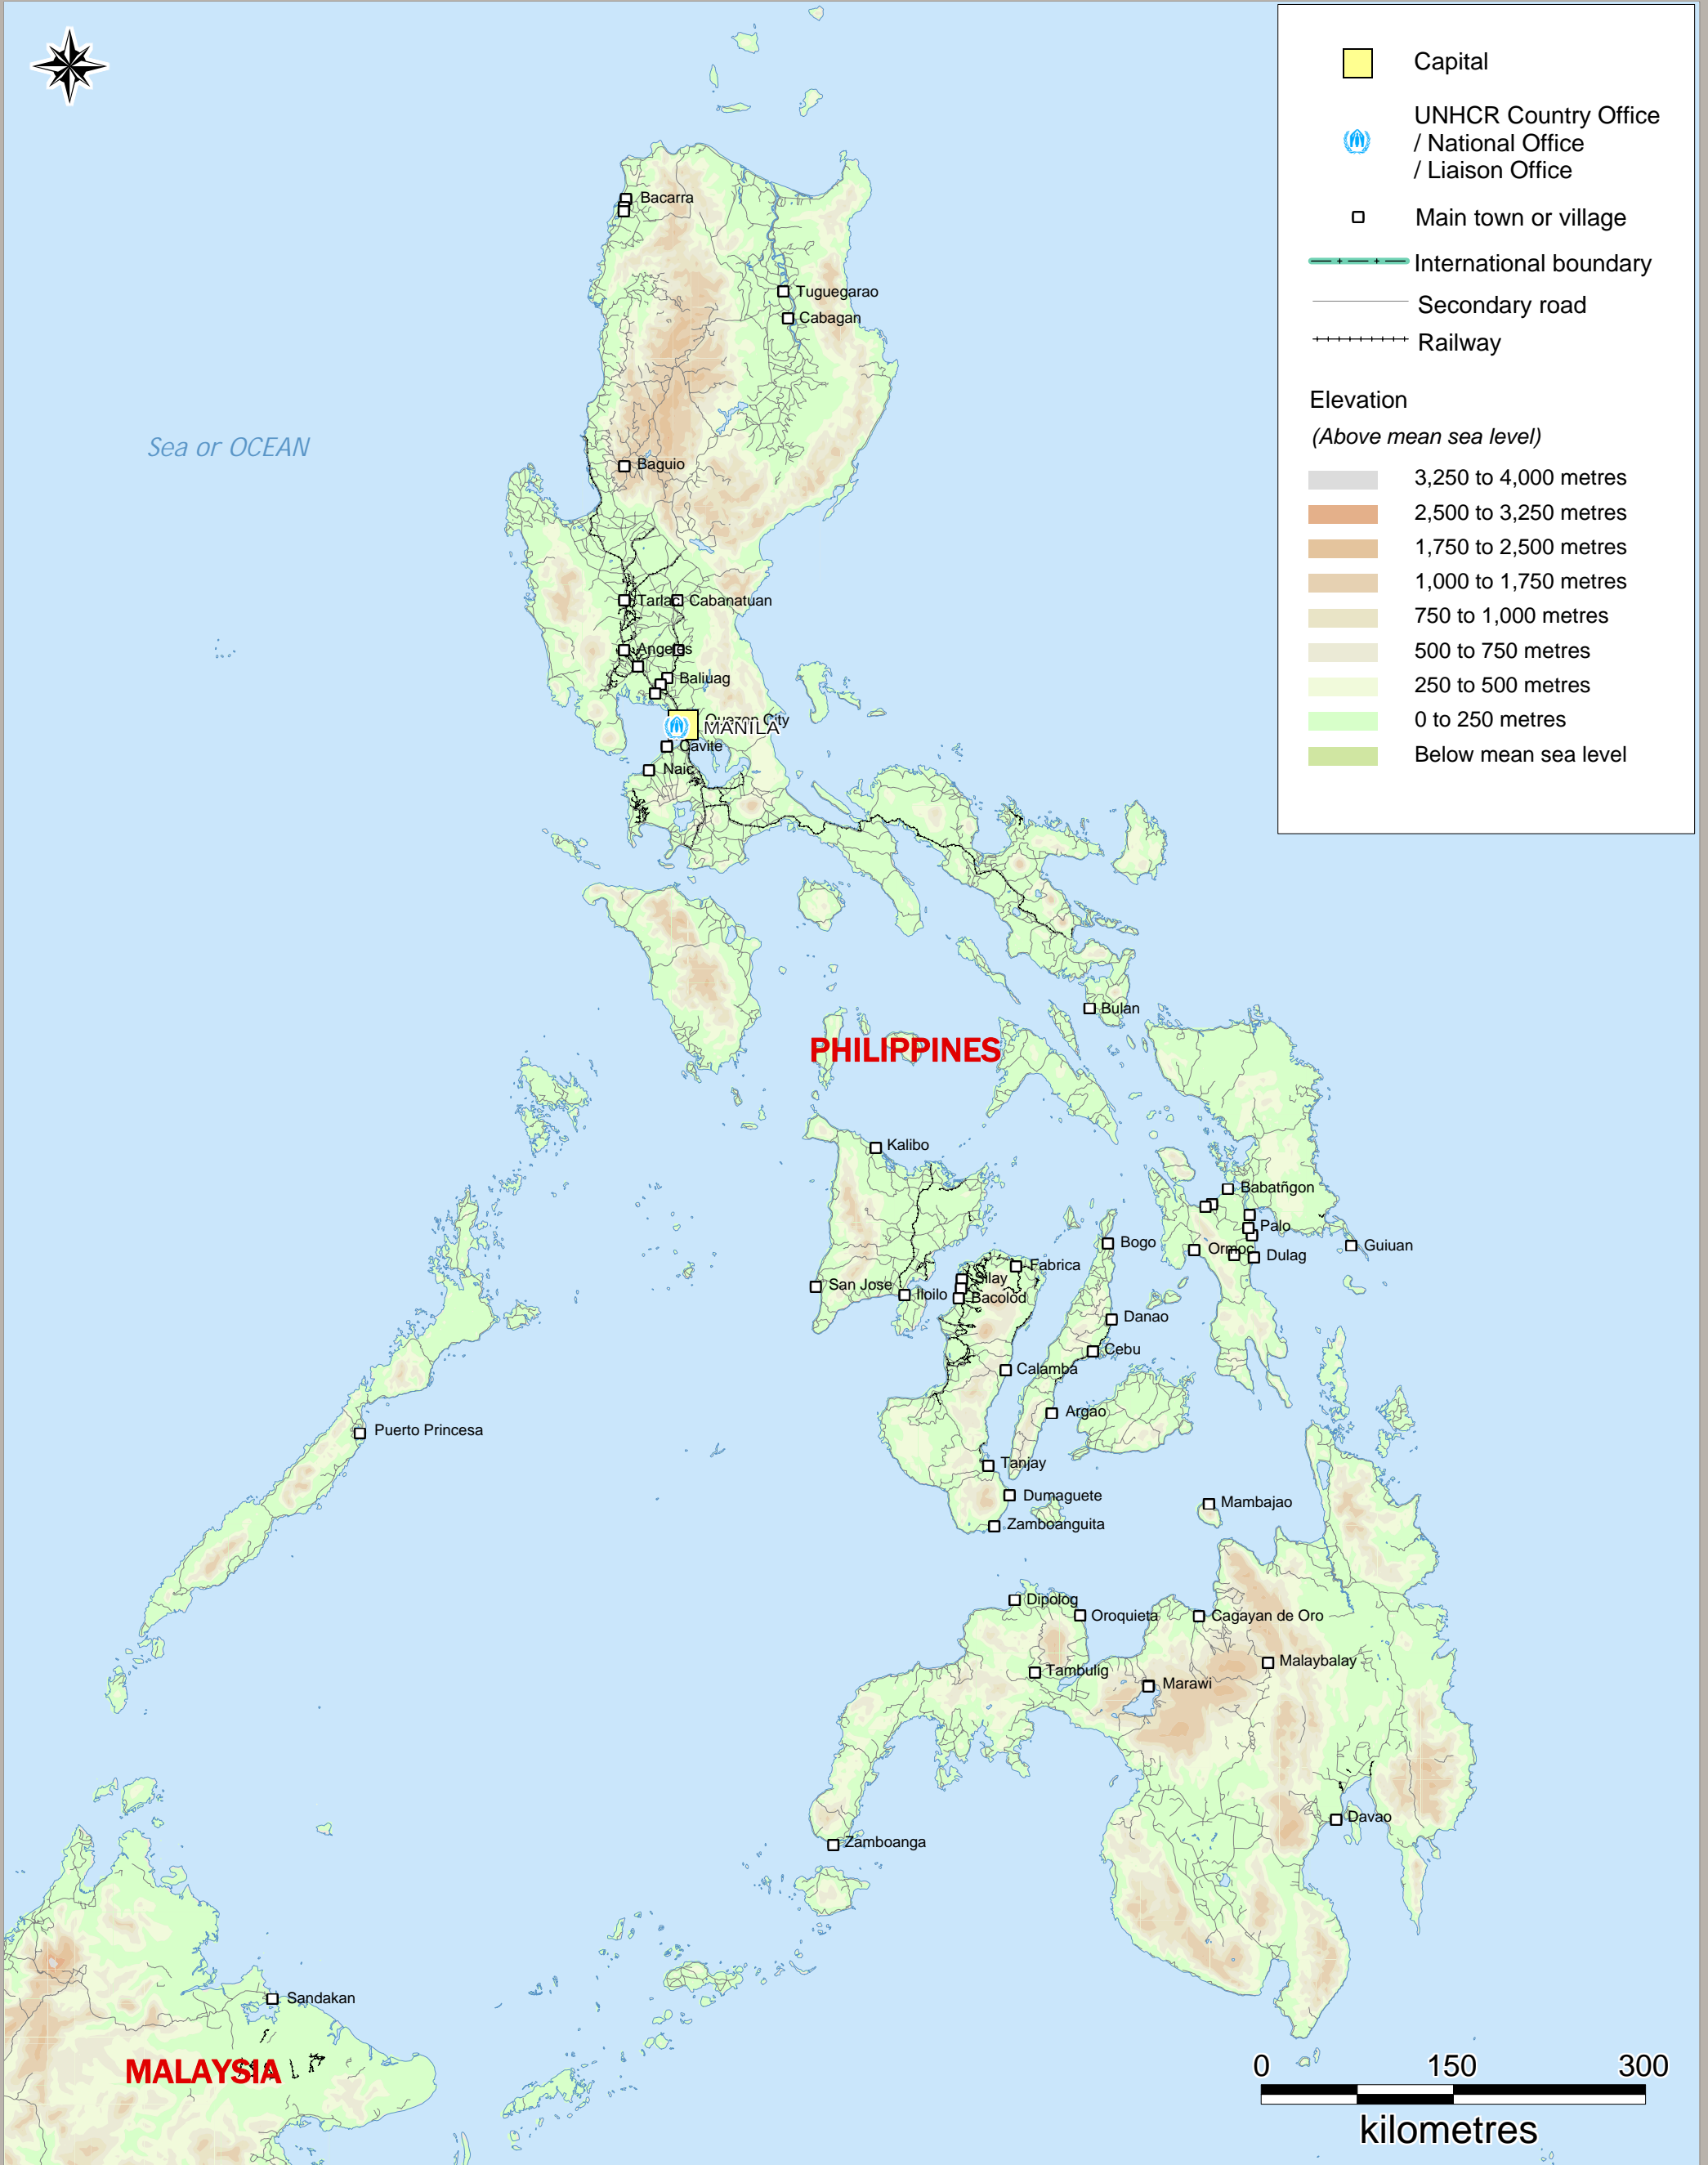 Capital
UNHCR Country Office
/ National Office
/ Liaison Office
Main town or village
International boundary
Secondary road
Railway
Elevation
(Above mean sea level)
3,250 to 4,000 metres
2,500 to 3,250 metres
1,750 to 2,500 metres
1,000 to 1,750 metres
750 to 1,000 metres
500 to 750 metres
250 to 500 metres
0 to 250 metres
Below mean sea level
Bacarra
Tuguegarao
Cabagan
Sea or OCEAN
Baguio
Tarlac
Cabanatuan
Angeles
Baliuag
Quezon City
MANILA
Cavite
Naic
Bulan
PHILIPPINES
Kalibo
Babatñgon
Palo
Bogo
Guiuan
Ormoc
Dulag
Fabrica
Silay
San Jose
Iloilo
Bacolod
Danao
Cebu
Calamba
Argao
Puerto Princesa
Tanjay
Dumaguete
Mambajao
Zamboanguita
Dipolog
Oroquieta
Cagayan de Oro
Malaybalay
Tambulig
Marawi
Davao
Zamboanga
Sandakan
MALAYSIA
0 150 300
kilometres